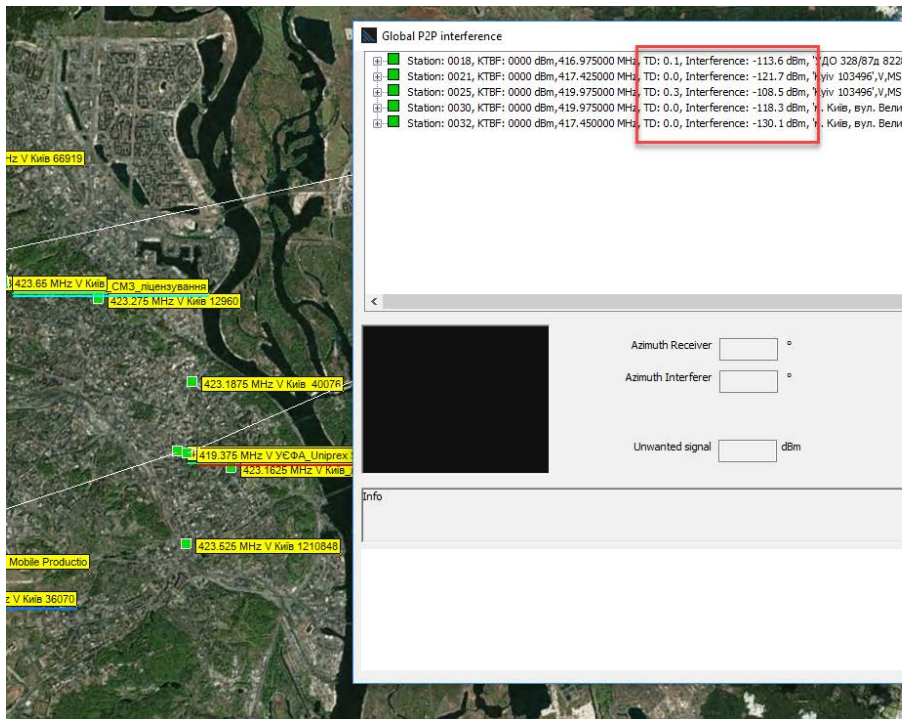 Global P2P interference
Station: 0018, KTBF: 0000 dBm,416.975000 MHz, TD: 0.1, Interference: -113.6 dBm, 'УДО 328/87д 8228
Station: 0021, KTBF: 0000 dBm,417.425000 MHz, TD: 0.0, Interference: -121.7 dBm, 'Kyiv 103496',V,MS
Station: 0025, KTBF: 0000 dBm,419.975000 MHz, TD: 0.3, Interference: -108.5 dBm, 'Kyiv 103496',V,MS
Station: 0030, KTBF: 0000 dBm,419.975000 MHz, TD: 0.0, Interference: -118.3 dBm, 'м. Київ, вул. Вели
Station: 0032, KTBF: 0000 dBm,417.450000 MHz, TD: 0.0, Interference: -130.1 dBm, 'м. Київ, вул. Вели
Hz V Київ 66919
423.65 MHz V Київ
СМЗ_ліцензування
423.275 MHz V Київ 12960
423.1875 MHz V Київ 40076
419.375 MHz V УЄФА_Uniprex
423.1625 MHz V Київ
423.525 MHz V Київ 1210848
Mobile Productio
z V Київ 36070
<
Azimuth Receiver °
Azimuth Interferer °
Unwanted signal dBm
Info